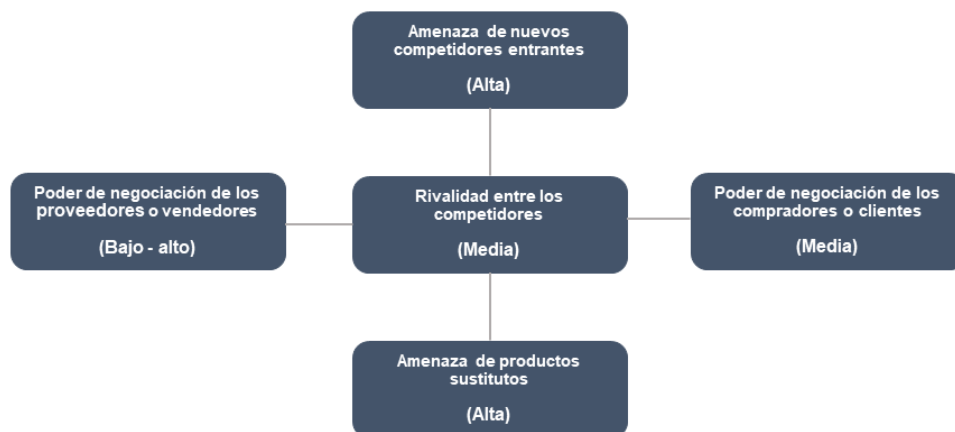 Amenaza de nuevos
competidores entrantes
(Alta)
Poder de negociación de los
proveedores o vendedores
(Bajo - alto)
Rivalidad entre los
competidores
(Media)
Poder de negociación de los
compradores o clientes
(Media)
Amenaza de productos
sustitutos
(Alta)